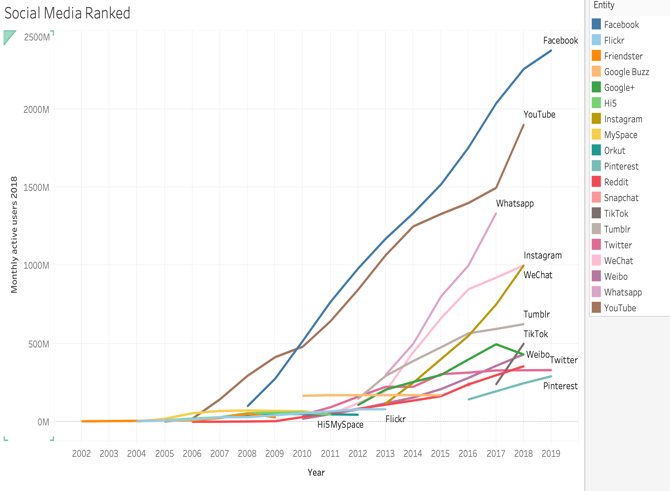 Social Media Ranked
Entity
Facebook
Flickr
Friendster
Google Buzz
Google+
Hi5
Instagram
MySpace
Orkut
Pinterest
Reddit
Snapchat
TikTok
Tumblr
Twitter
WeChat
Weibo
Whatsapp
YouTube
Monthly active users 2018
2500M
2000M
1500M
1000M
500M
0M
Facebook
YouTube
Whatsapp
Instagram
WeChat
Tumblr
TikTok
Weibo
Twitter
Pinterest
Flickr
Hi5MySpace
2002 2003 2004 2005 2006 2007 2008 2009 2010 2011 2012 2013 2014 2015 2016 2017 2018 2019
Year